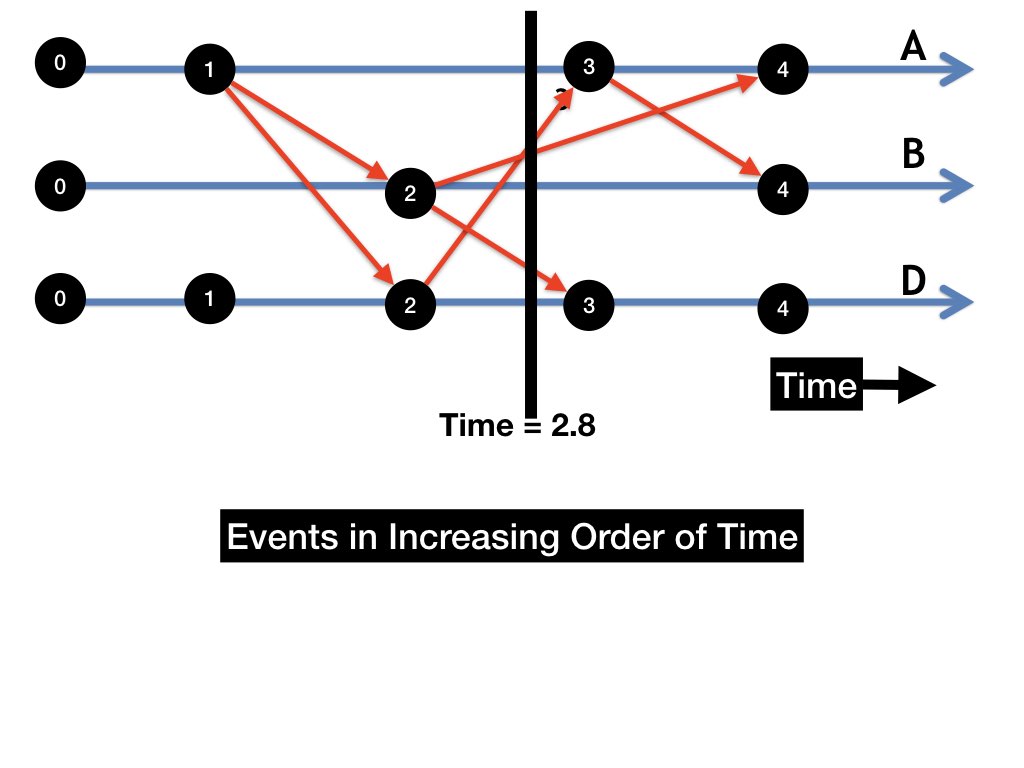 0 1 3 4 A
0 2 4 B
0 1 2 3 4 D
Time
Time = 2.8
Events in Increasing Order of Time